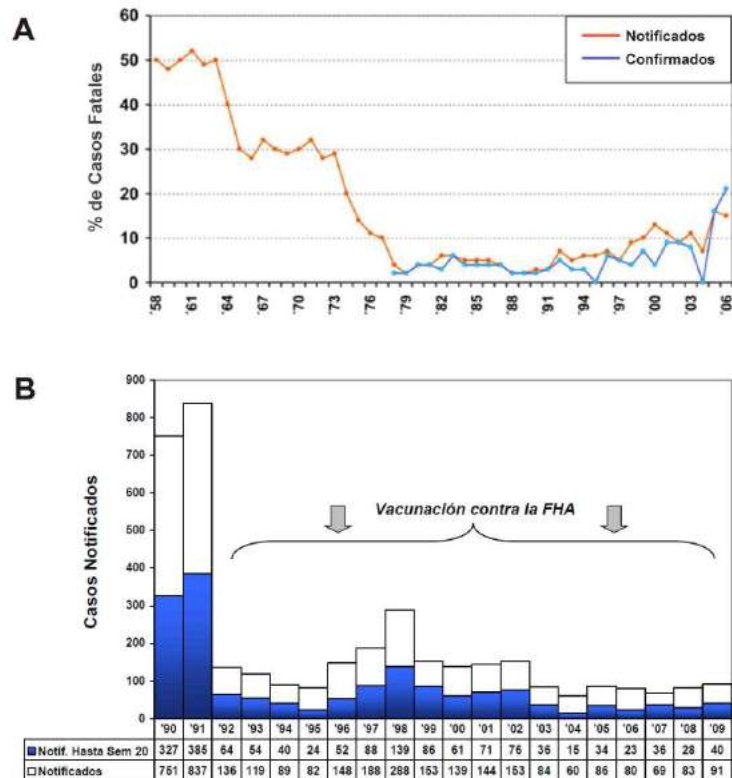 A
% de Casos Fatales
60
50
40
30
20
10
0
Notificados
Confirmados
'58 '61 '64 '67 '70 '73 '76 '79 '82 '85 '88 '91 '94 '97 '00 '03 '06
B
Casos Notificados
900
800
700
600
500
400
300
200
100
0
Vacunación contra la FHA
'90 '91 '92 '93 '94 '95 '96 '97 '98 '99 '00 '01 '02 '03 '04 '05 '06 '07 '08 '09
Notif. Hasta Sem 20 327 385 64 54 40 24 52 88 139 86 61 71 76 36 15 34 23 36 28 40
Notificados 751 837 136 119 89 82 148 188 288 153 139 144 153 84 60 86 80 69 83 91